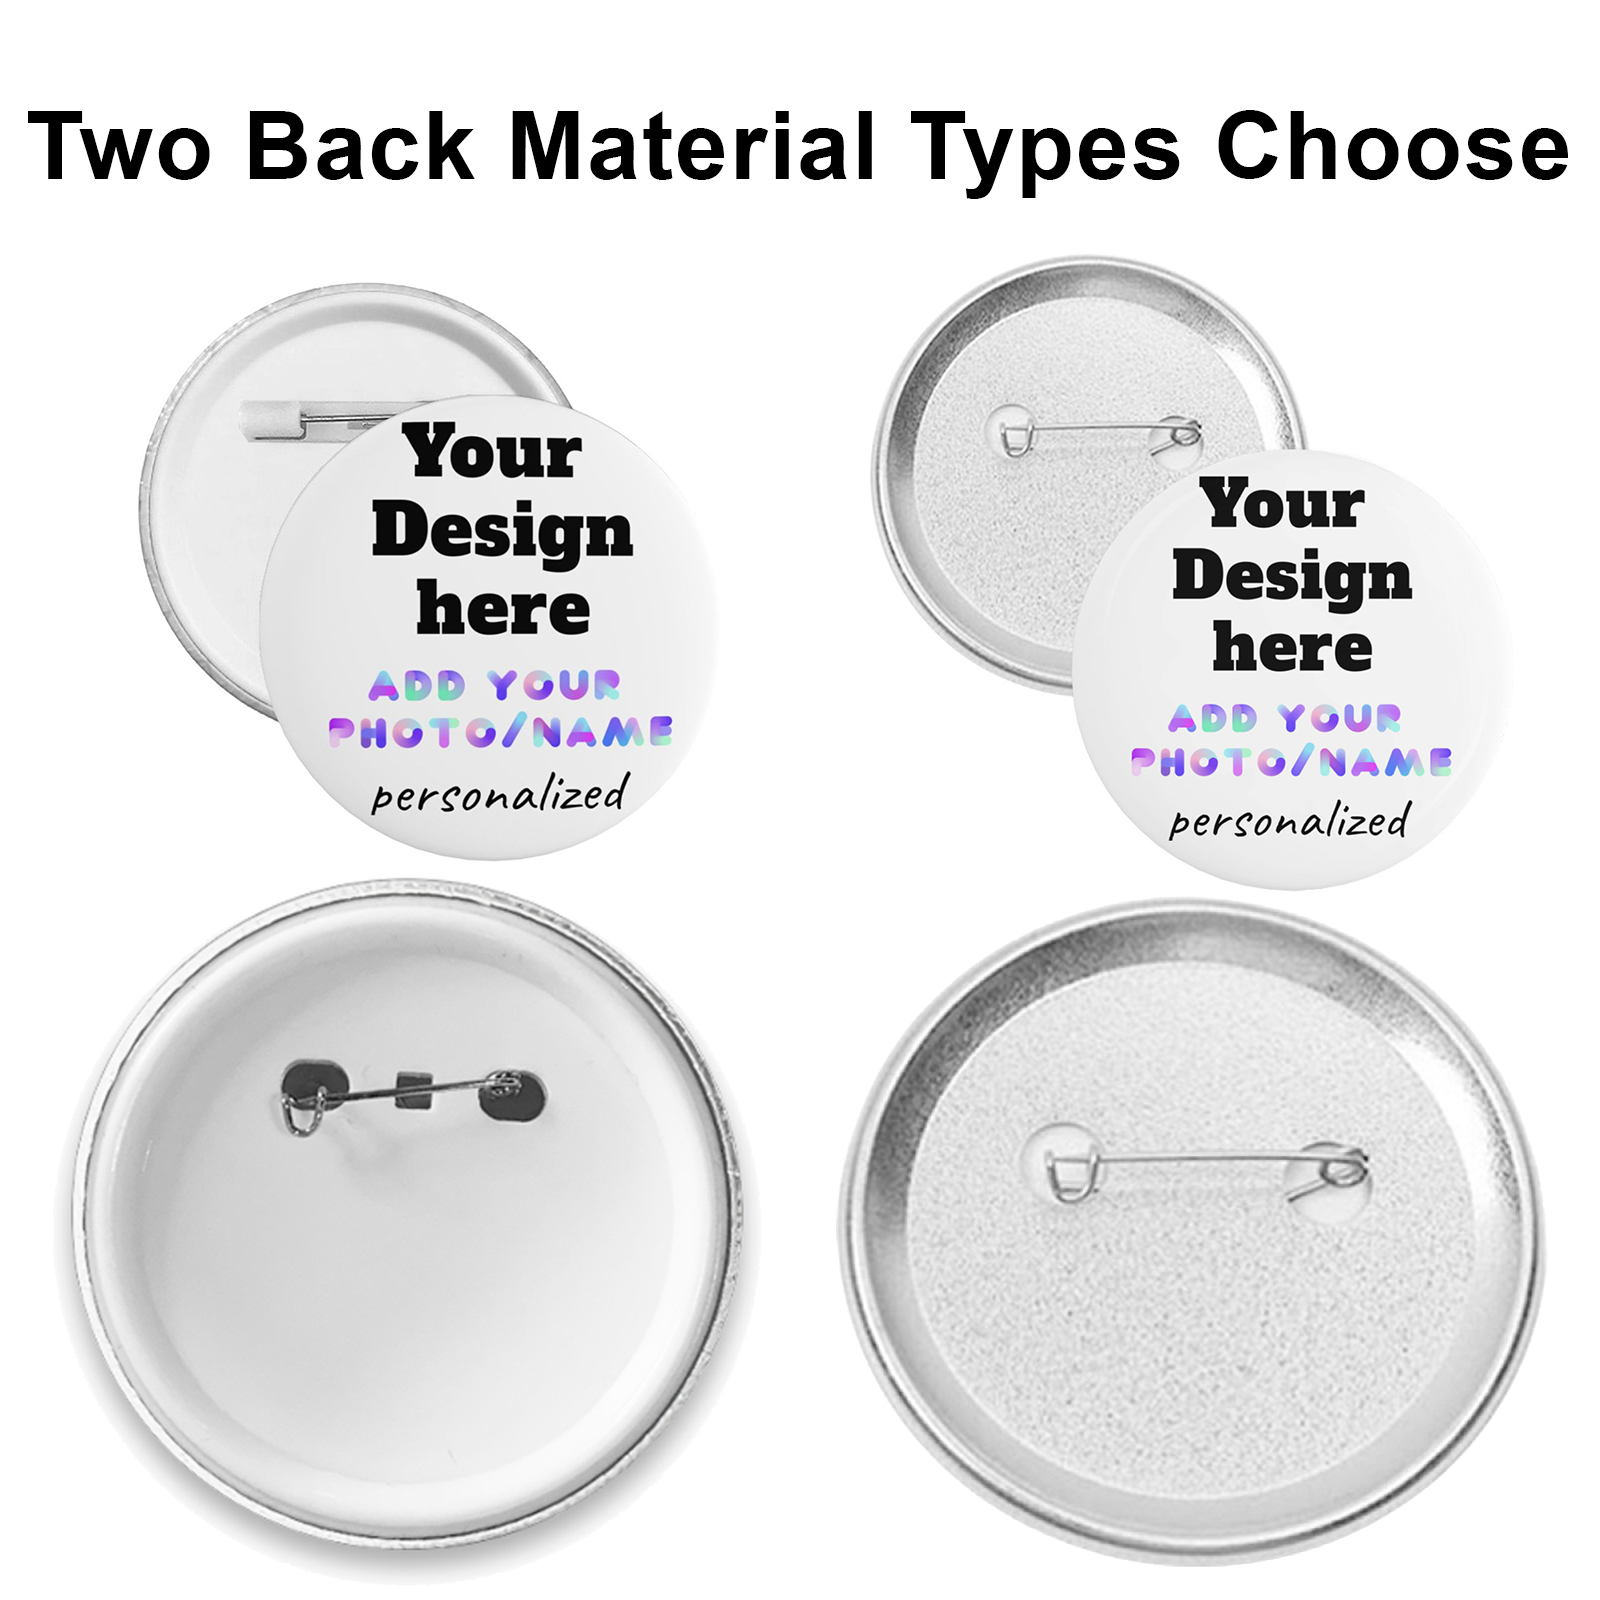 Two Back Material Types Choose
Your
Design
here
ADD YOUR
PHOTO/NAME
personalized
Your
Design
here
ADD YOUR
PHOTO/NAME
personalized